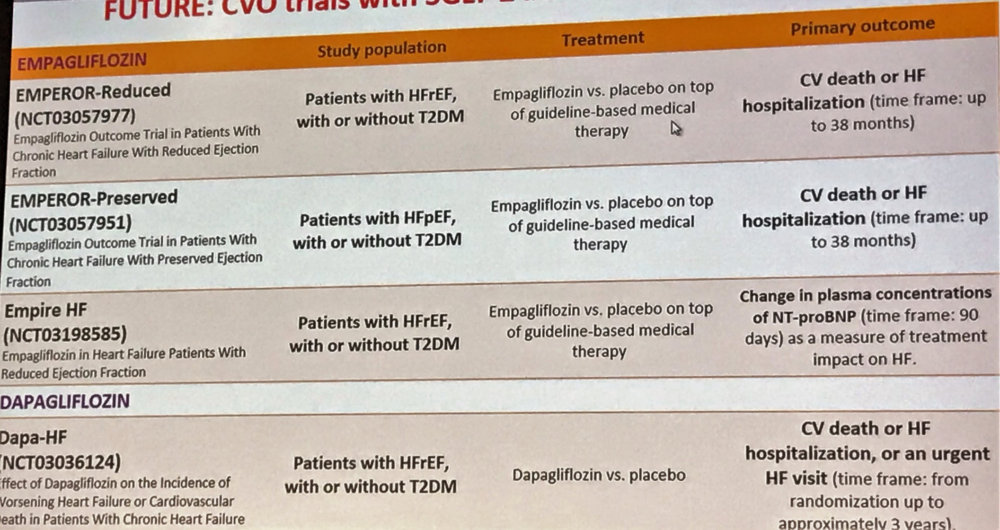 FUTURE: CVO trials with
EMPAGLIFLOZIN
Study population
Treatment
Primary outcome
EMPEROR-Reduced
(NCT03057977)
Empagliflozin Outcome Trial in Patients With
Chronic Heart Failure With Reduced Ejection
Fraction
Patients with HFrEF,
with or without T2DM
Empagliflozin vs. placebo on top
of guideline-based medical
therapy
CV death or HF
hospitalization (time frame: up
to 38 months)
EMPEROR-Preserved
(NCT03057951)
Empagliflozin Outcome Trial in Patients With
Chronic Heart Failure With Preserved Ejection
Fraction
Patients with HFpEF,
with or without T2DM
Empagliflozin vs. placebo on top
of guideline-based medical
therapy
CV death or HF
hospitalization (time frame: up
to 38 months)
Empire HF
(NCT03198585)
Empagliflozin in Heart Failure Patients With
Reduced Ejection Fraction
Patients with HFrEF,
with or without T2DM
Empagliflozin vs. placebo on top
of guideline-based medical
therapy
Change in plasma concentrations
of NT-proBNP (time frame: 90
days) as a measure of treatment
impact on HF.
DAPAGLIFLOZIN
Dapa-HF
(NCT03036124)
ffect of Dapagliflozin on the Incidence of
Worsening Heart Failure or Cardiovascular
eath in Patients With Chronic Heart Failure
Patients with HFrEF,
with or without T2DM
Dapagliflozin vs. placebo
CV death or HF
hospitalization, or an urgent
HF visit (time frame: from
randomization up to
approximately 3 years).